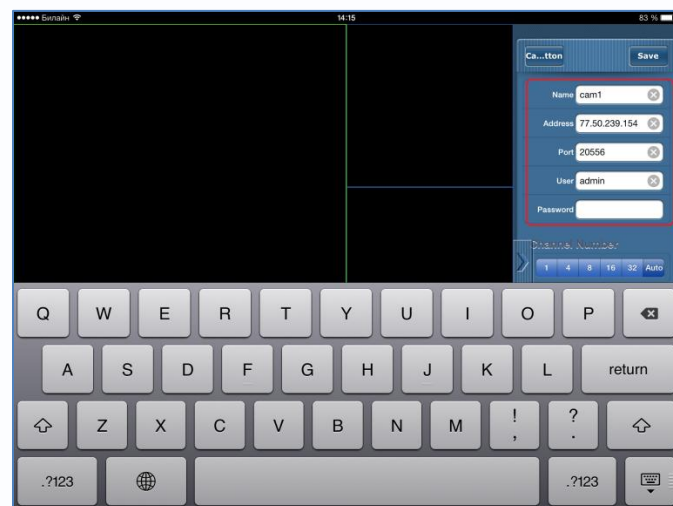 Билайн 14:15 83 %
Ca...tton Save
Name cam1
Address 77.50.239.154
Port 20556
User admin
Password
Channel Number
1 4 8 16 32 Auto
Q W E R T Y U I O P
A S D F G H J K L return
Z X C V B N M ! , ? .
.?123 .?123